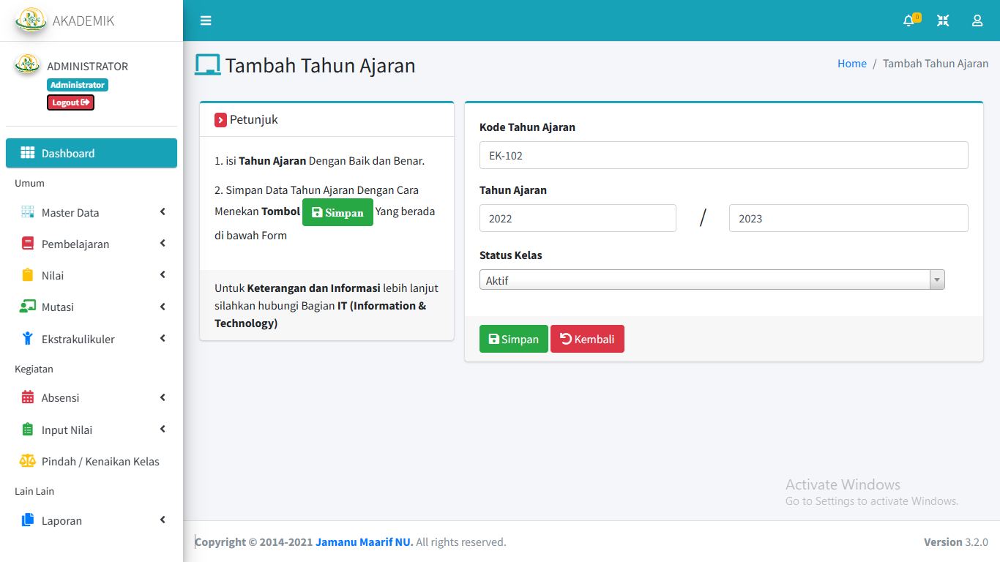 AKADEMIK
0
ADMINISTRATOR
Administrator
Logout
Dashboard
Umum
Master Data
Pembelajaran
Nilai
Mutasi
Ekstrakulikuler
Kegiatan
Absensi
Input Nilai
Pindah / Kenaikan Kelas
Lain Lain
Laporan
Tambah Tahun Ajaran
Home / Tambah Tahun Ajaran
Petunjuk
1. isi Tahun Ajaran Dengan Baik dan Benar.
2. Simpan Data Tahun Ajaran Dengan Cara
Menekan Tombol Simpan Yang berada
di bawah Form
Untuk Keterangan dan Informasi lebih lanjut
silahkan hubungi Bagian IT (Information &
Technology)
Kode Tahun Ajaran
EK-102
Tahun Ajaran
2022 / 2023
Status Kelas
Aktif
Simpan Kembali
Activate Windows
Go to Settings to activate Windows.
Copyright © 2014-2021 Jamanu Maarif NU. All rights reserved.
Version 3.2.0